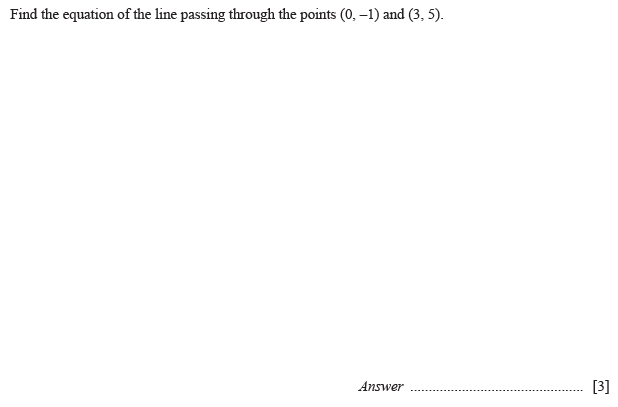 Find the equation of the line passing through the points (0, –1) and (3, 5).
Answer ................................................ [3]